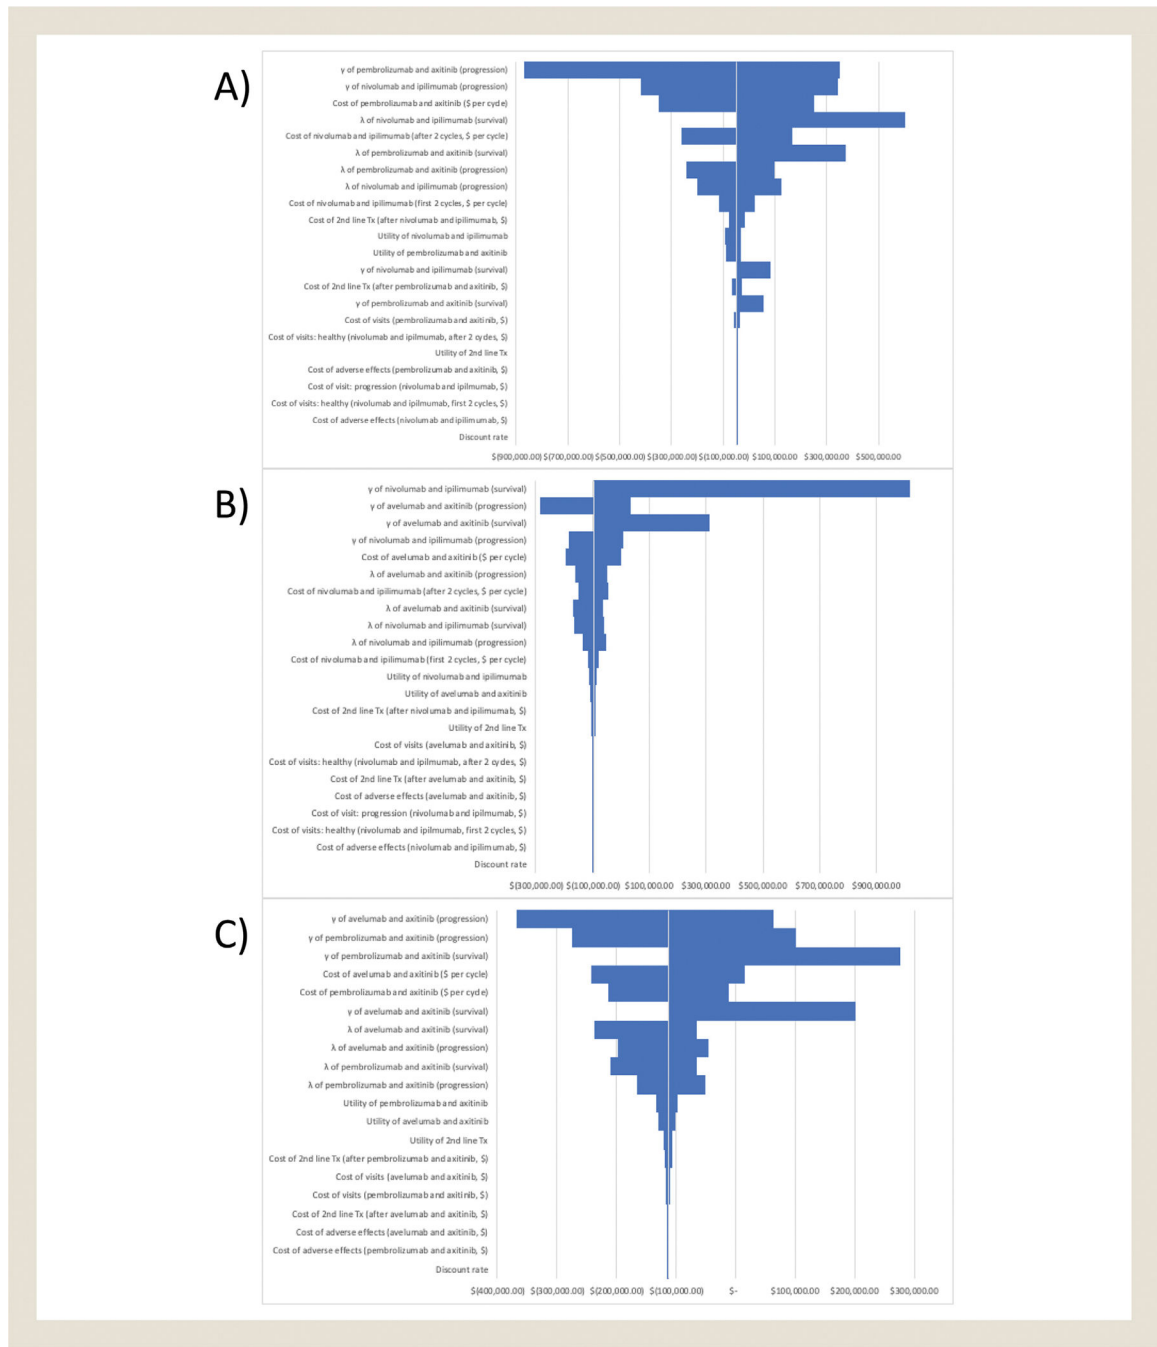 A)
γ of pembrolizumab and axitinib (progression)
γ of nivolumab and ipilimumab (progression)
Cost of pembrolizumab and axitinib ($ per cycle)
λ of nivolumab and ipilimumab (survival)
Cost of nivolumab and ipilimumab (after 2 cycles, $ per cycle)
λ of pembrolizumab and axitinib (survival)
λ of pembrolizumab and axitinib (progression)
λ of nivolumab and ipilimumab (progression)
Cost of nivolumab and ipilimumab (first 2 cycles, $ per cycle)
Cost of 2nd line Tx (after nivolumab and ipilimumab, $)
Utility of nivolumab and ipilimumab
Utility of pembrolizumab and axitinib
γ of nivolumab and ipilimumab (survival)
Cost of 2nd line Tx (after pembrolizumab and axitinib, $)
γ of pembrolizumab and axitinib (survival)
Cost of visits (pembrolizumab and axitinib, $)
Cost of visits: healthy (nivolumab and ipilmumab, after 2 cycles, $)
Utility of 2nd line Tx
Cost of adverse effects (pembrolizumab and axitinib, $)
Cost of visit: progression (nivolumab and ipilmumab, $)
Cost of visits: healthy (nivolumab and ipilmumab, first 2 cycles, $)
Cost of adverse effects (nivolumab and ipilimumab, $)
Discount rate
$(900,000.00) $(700,000.00) $(500,000.00) $(300,000.00) $(100,000.00) $100,000.00 $300,000.00 $500,000.00
B)
γ of nivolumab and ipilimumab (survival)
γ of avelumab and axitinib (progression)
γ of avelumab and axitinib (survival)
γ of nivolumab and ipilimumab (progression)
Cost of avelumab and axitinib ($ per cycle)
λ of avelumab and axitinib (progression)
Cost of nivolumab and ipilimumab (after 2 cycles, $ per cycle)
λ of avelumab and axitinib (survival)
λ of nivolumab and ipilimumab (survival)
λ of nivolumab and ipilimumab (progression)
Cost of nivolumab and ipilimumab (first 2 cycles, $ per cycle)
Utility of nivolumab and ipilimumab
Utility of avelumab and axitinib
Cost of 2nd line Tx (after nivolumab and ipilimumab, $)
Utility of 2nd line Tx
Cost of visits (avelumab and axitinib, $)
Cost of visits: healthy (nivolumab and ipilmumab, after 2 cycles, $)
Cost of 2nd line Tx (after avelumab and axitinib, $)
Cost of adverse effects (avelumab and axitinib, $)
Cost of visit: progression (nivolumab and ipilmumab, $)
Cost of visits: healthy (nivolumab and ipilmumab, first 2 cycles, $)
Cost of adverse effects (nivolumab and ipilimumab, $)
Discount rate
$(300,000.00) $(100,000.00) $100,000.00 $300,000.00 $500,000.00 $700,000.00 $900,000.00
C)
γ of avelumab and axitinib (progression)
γ of pembrolizumab and axitinib (progression)
γ of pembrolizumab and axitinib (survival)
Cost of avelumab and axitinib ($ per cycle)
Cost of pembrolizumab and axitinib ($ per cycle)
γ of avelumab and axitinib (survival)
λ of avelumab and axitinib (survival)
λ of avelumab and axitinib (progression)
λ of pembrolizumab and axitinib (survival)
λ of pembrolizumab and axitinib (progression)
Utility of pembrolizumab and axitinib
Utility of avelumab and axitinib
Utility of 2nd line Tx
Cost of 2nd line Tx (after pembrolizumab and axitinib, $)
Cost of visits (avelumab and axitinib, $)
Cost of visits (pembrolizumab and axitinib, $)
Cost of 2nd line Tx (after avelumab and axitinib, $)
Cost of adverse effects (avelumab and axitinib, $)
Cost of adverse effects (pembrolizumab and axitinib, $)
Discount rate
$(400,000.00) $(300,000.00) $(200,000.00) $(100,000.00) $- $100,000.00 $200,000.00 $300,000.00